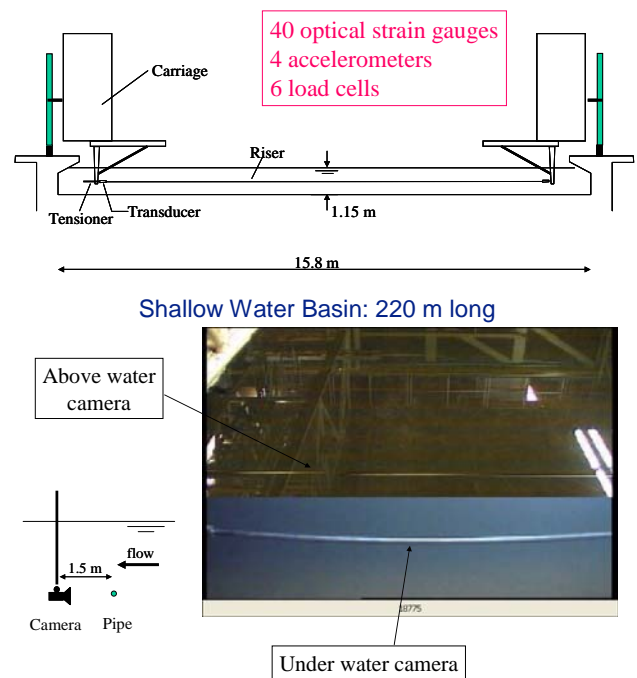 40 optical strain gauges
4 accelerometers
6 load cells
Carriage
Riser
Tensioner
Transducer
1.15 m
15.8 m
Shallow Water Basin: 220 m long
Above water
camera
1.5 m
flow
Camera
Pipe
Under water camera